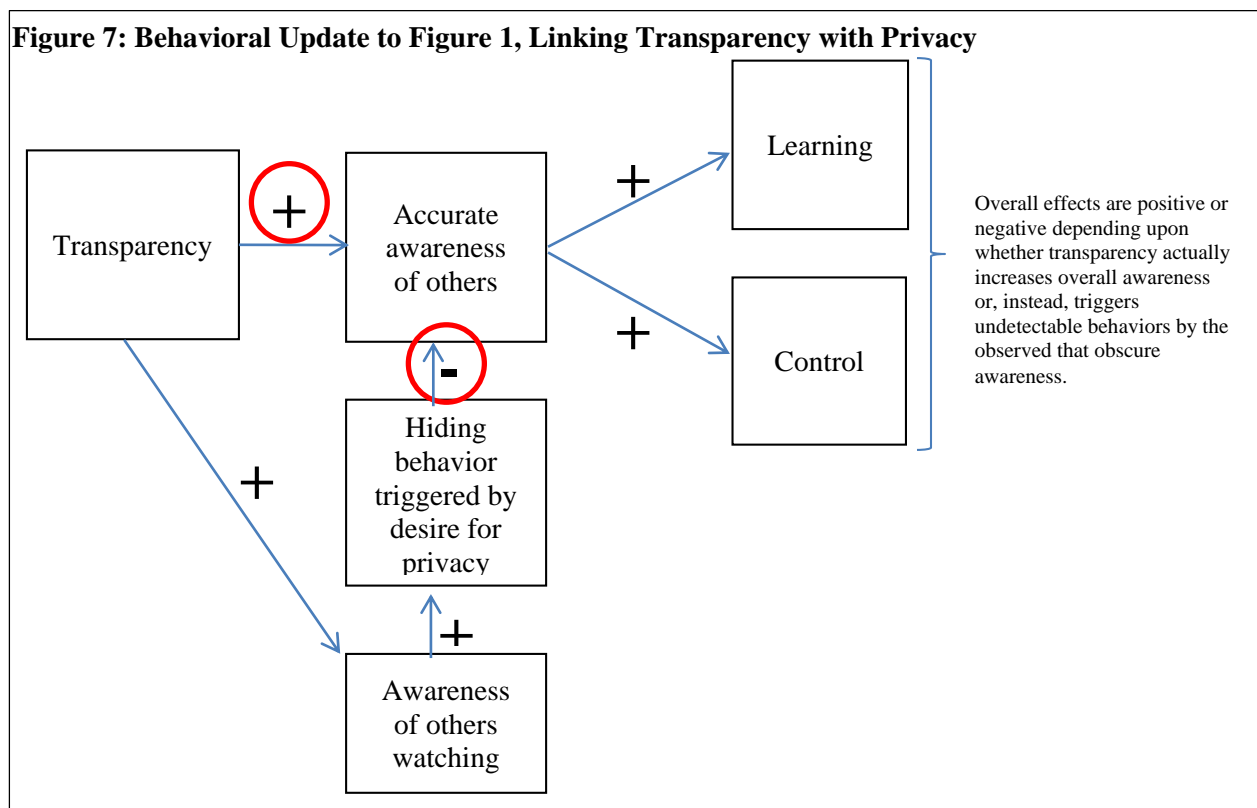 Figure 7: Behavioral Update to Figure 1, Linking Transparency with Privacy
Transparency
+
Accurate
awareness
of others
+
Learning
+
Control
Overall effects are positive or
negative depending upon
whether transparency actually
increases overall awareness
or, instead, triggers
undetectable behaviors by the
observed that obscure
awareness.
-
Hiding
behavior
triggered by
desire for
privacy
+
+
Awareness
of others
watching